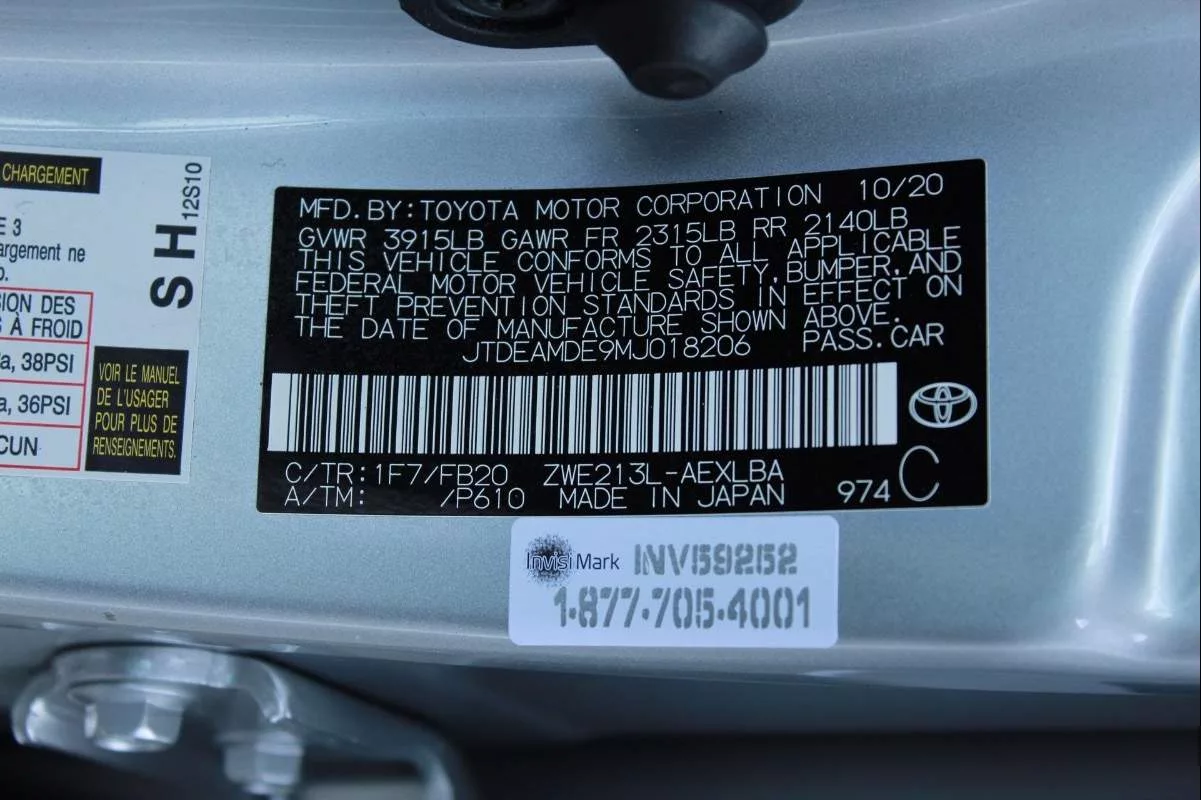 CHARGEMENT
E 3
argement ne
o.
SION DES
S À FROID
a, 38PSI
a, 36PSI
CUN
VOIR LE MANUEL
DE L'USAGER
POUR PLUS DE
RENSEIGNEMENTS.
SH 12S10
MFD.BY:TOYOTA MOTOR CORPORATION 10/20
GVWR 3915LB GAWR FR 2315LB RR 2140LB
THIS VEHICLE CONFORMS TO ALL APPLICABLE
FEDERAL MOTOR VEHICLE SAFETY,BUMPER,AND
THEFT PREVENTION STANDARDS IN EFFECT ON
THE DATE OF MANUFACTURE SHOWN ABOVE.
JTDEAMDE9MJ018206 PASS.CAR
C/TR:1F7/FB20 ZWE213L-AEXLBA
A/TM: /P610 MADE IN JAPAN 974 C
InvisiMark INV59252
1-877-705-4001